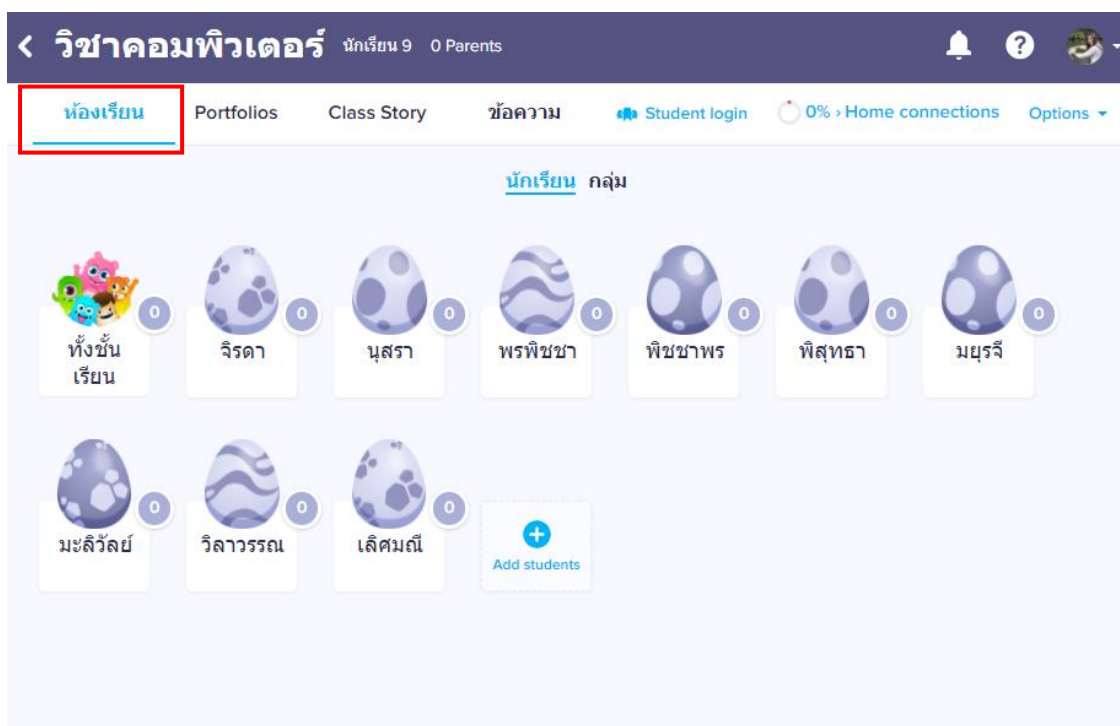 วิชาคอมพิวเตอร์ นักเรียน 9 0 Parents
ห้องเรียน Portfolios Class Story ข้อความ Student login 0% › Home connections Options
นักเรียน กลุ่ม
0 0 0 0 0 0 0
ทั้งชั้น จิรดา นุสรา พรพิชชา พิชชาพร พิสุทธา มยุรจี
เรียน
0 0 0
มะลิวัลย์ วิลาวรรณ เลิศมณี
Add students